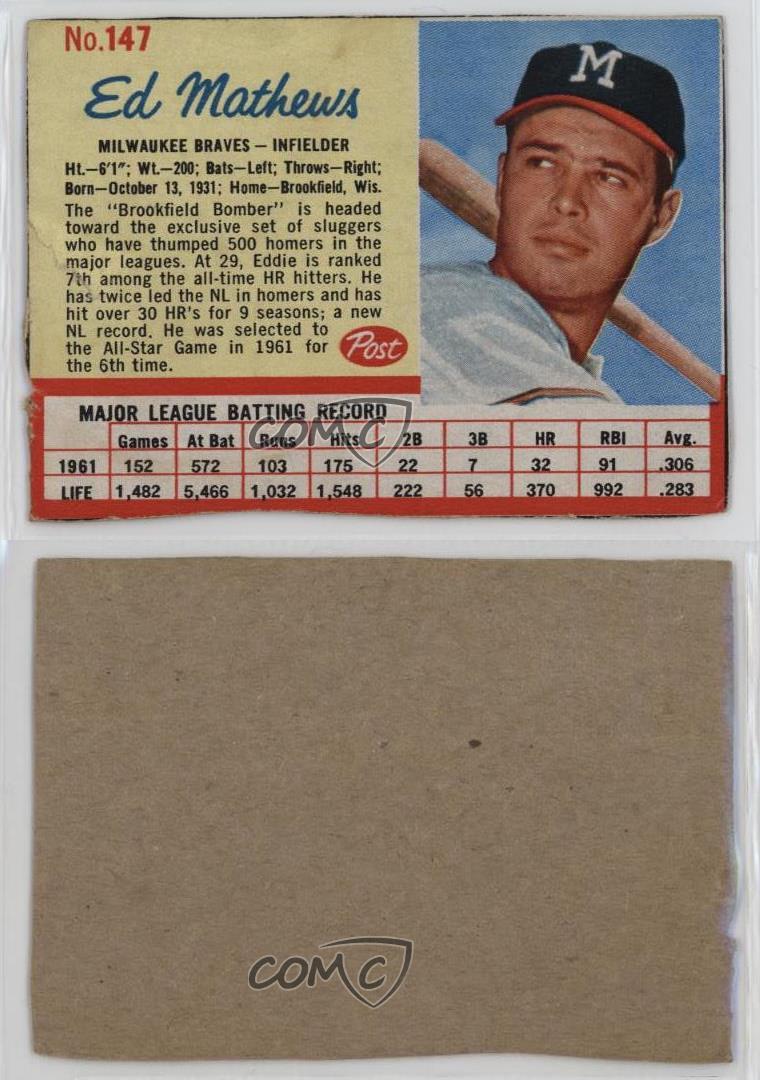 No.147
Ed Mathews
MILWAUKEE BRAVES — INFIELDER
Ht.—6'1"; Wt.—200; Bats—Left; Throws—Right;
Born—October 13, 1931; Home—Brookfield, Wis.
The "Brookfield Bomber" is headed
toward the exclusive set of sluggers
who have thumped 500 homers in the
major leagues. At 29, Eddie is ranked
7th among the all-time HR hitters. He
has twice led the NL in homers and has
hit over 30 HR's for 9 seasons; a new
NL record. He was selected to
the All-Star Game in 1961 for
the 6th time.
Post
M
MAJOR LEAGUE BATTING RECORD
Games At Bat Runs Hits 2B 3B HR RBI Avg.
1961 152 572 103 175 22 7 32 91 .306
LIFE 1,482 5,466 1,032 1,548 222 56 370 992 .283
COMC
COMC